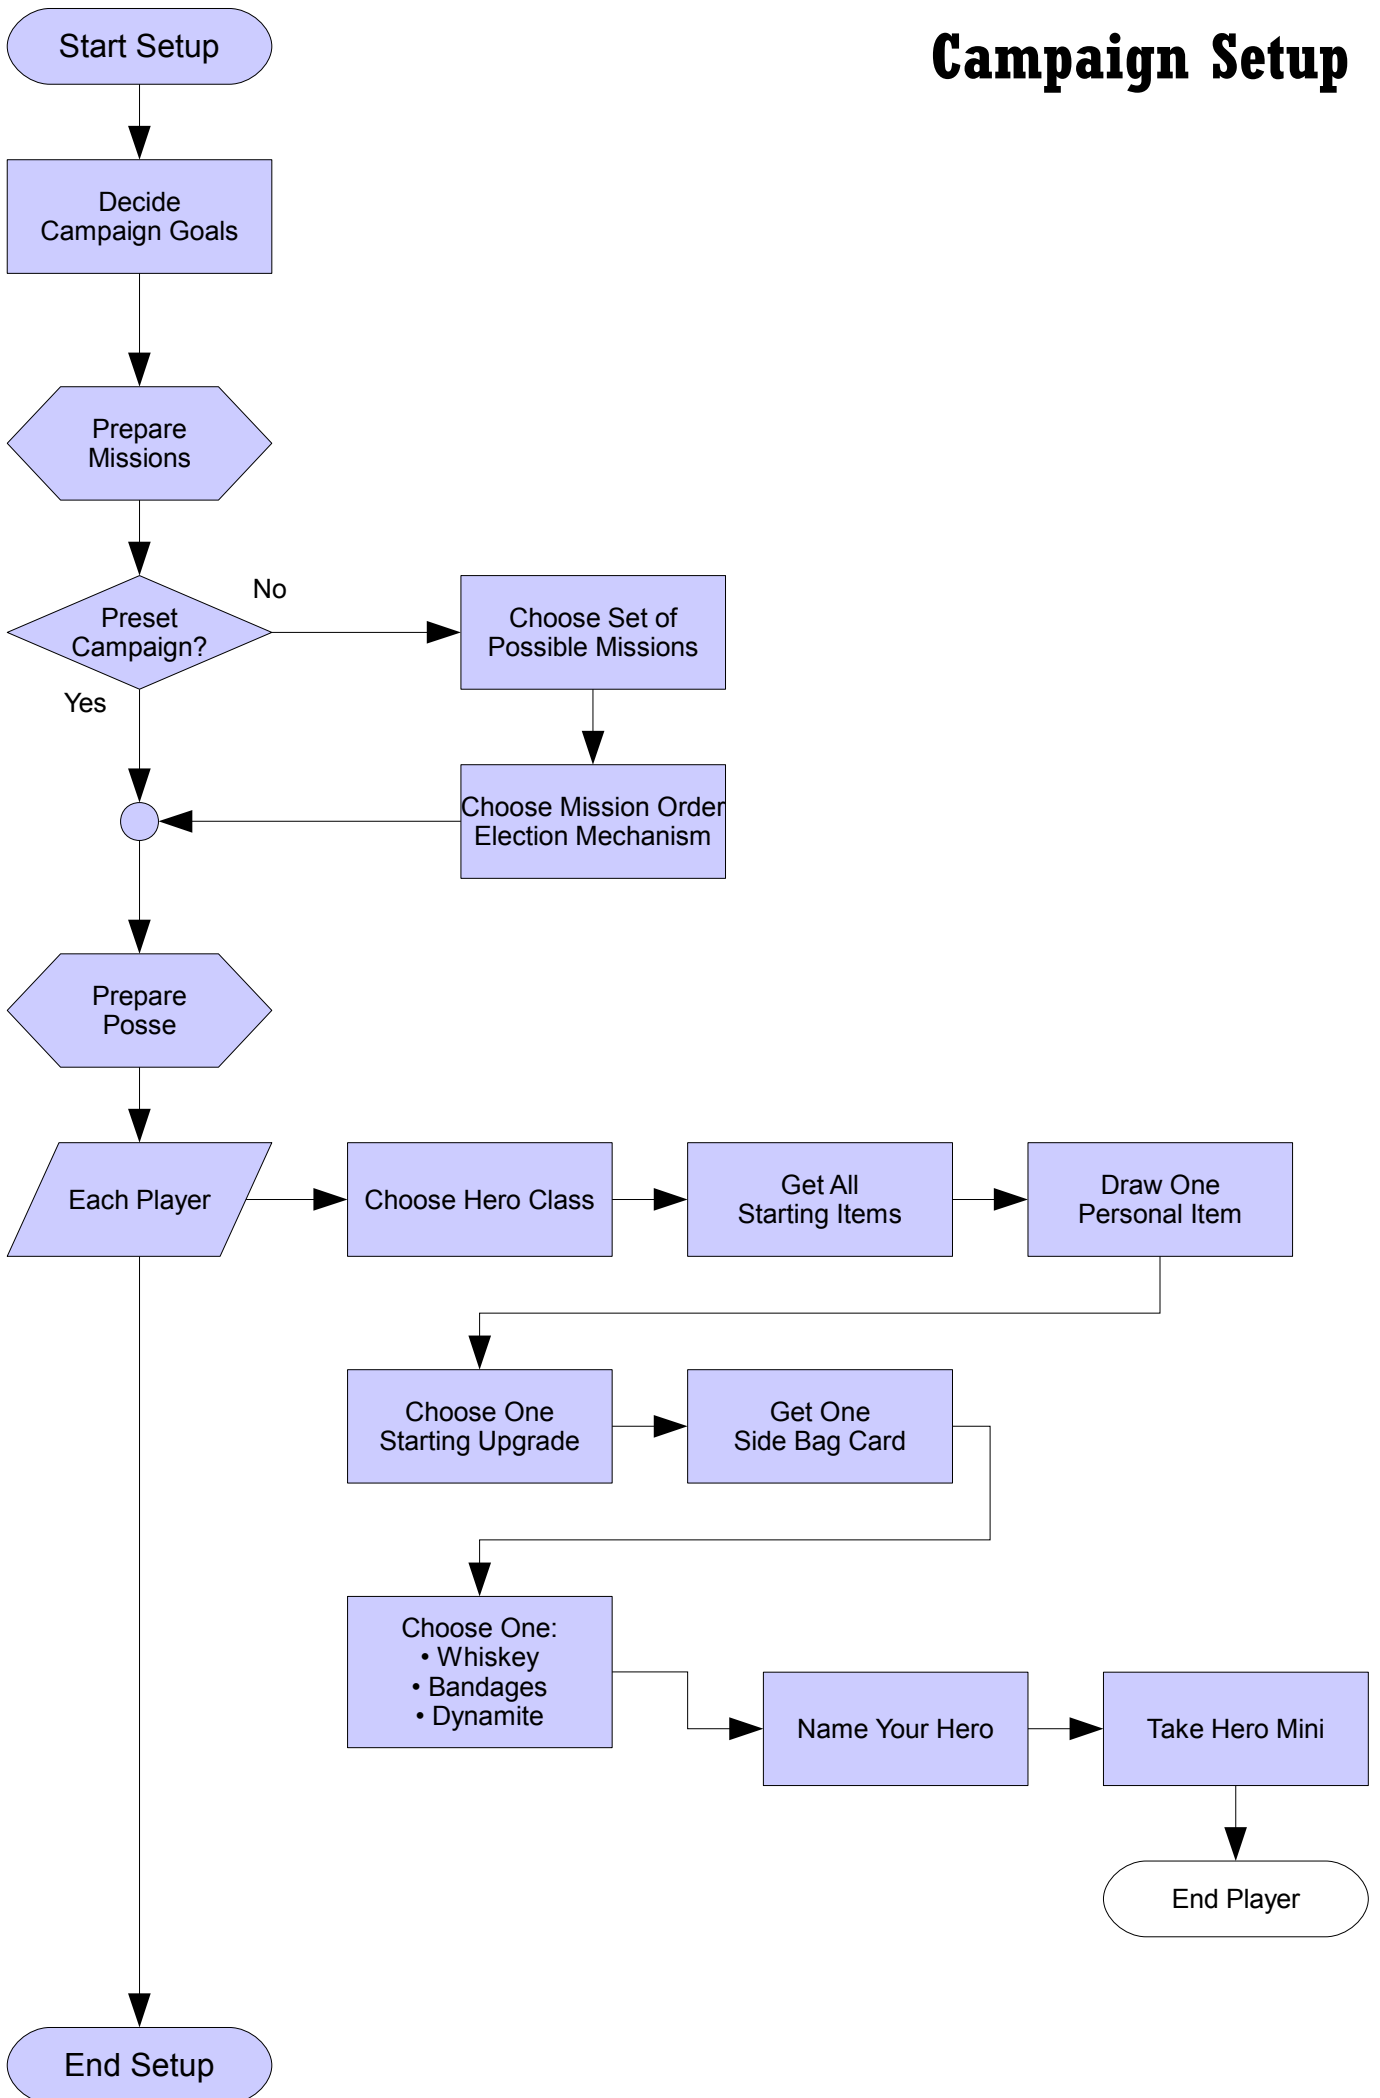 Start Setup
Campaign Setup
Decide
Campaign Goals
Prepare
Missions
No
Preset
Campaign?
Choose Set of
Possible Missions
Yes
Choose Mission Order
Election Mechanism
Prepare
Posse
Each Player
Choose Hero Class
Get All
Starting Items
Draw One
Personal Item
Choose One
Starting Upgrade
Get One
Side Bag Card
Choose One:
• Whiskey
• Bandages
• Dynamite
Name Your Hero
Take Hero Mini
End Player
End Setup